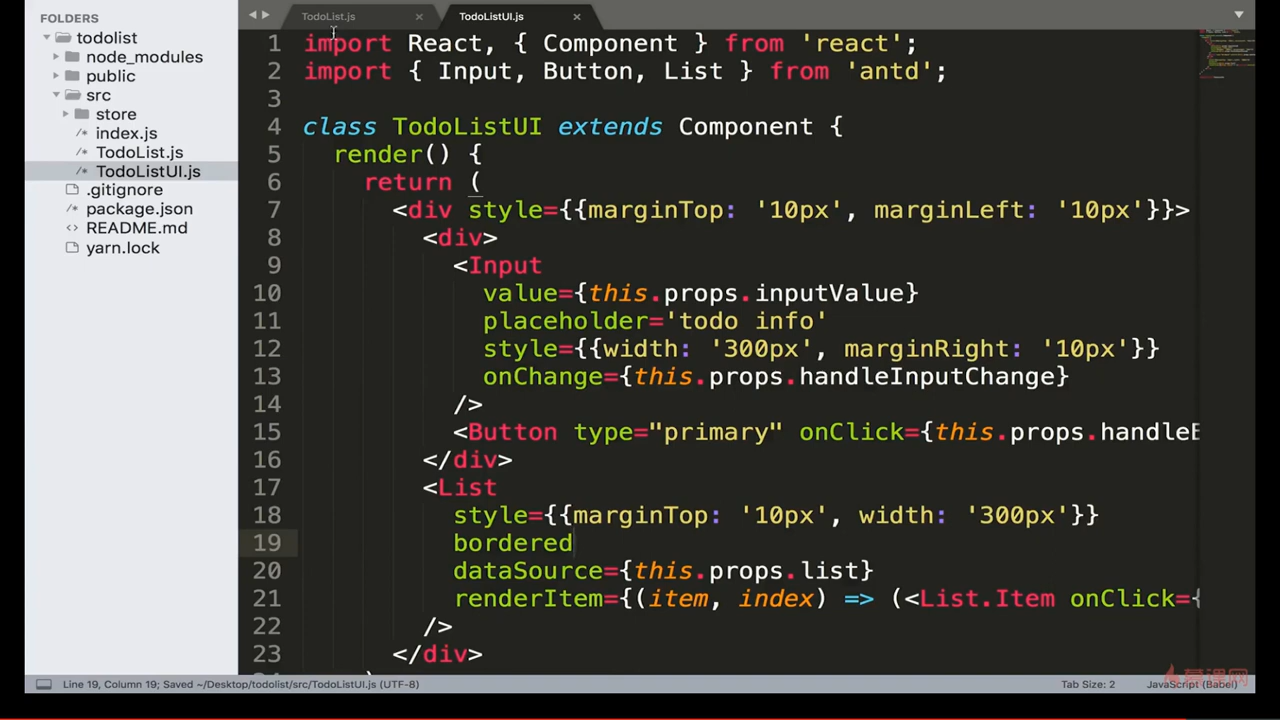 FOLDERS
todolist
node_modules
public
src
store
index.js
TodoList.js
TodoListUI.js
.gitignore
package.json
README.md
yarn.lock
TodoList.js
TodoListUI.js
1 import React, { Component } from 'react';
2 import { Input, Button, List } from 'antd';
3
4 class TodoListUI extends Component {
5 render() {
6 return (
7 <div style={{marginTop: '10px', marginLeft: '10px'}}>
8 <div>
9 <Input
10 value={this.props.inputValue}
11 placeholder='todo info'
12 style={{width: '300px', marginRight: '10px'}}
13 onChange={this.props.handleInputChange}
14 />
15 <Button type="primary" onClick={this.props.handle
16 </div>
17 <List
18 style={{marginTop: '10px', width: '300px'}}
19 bordered
20 dataSource={this.props.list}
21 renderItem={(item, index) => (<List.Item onClick={
22 />
23 </div>
Line 19, Column 19; Saved ~/Desktop/todolist/src/TodoListUI.js (UTF-8)
Tab Size: 2
JavaScript (Babel)
慕课网